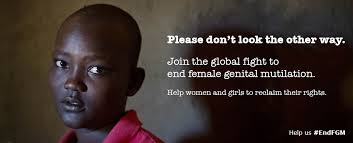 Please don't look the other way.
Join the global fight to
end female genital mutilation.
Help women and girls to reclaim their rights.
Help us #EndFGM